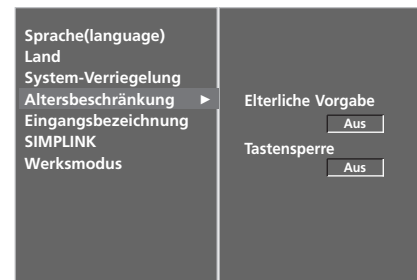 Sprache(language)
Land
System-Verriegelung
Altersbeschränkung ►
Eingangsbezeichnung
SIMPLINK
Werksmodus
Elterliche Vorgabe
Aus
Tastensperre
Aus